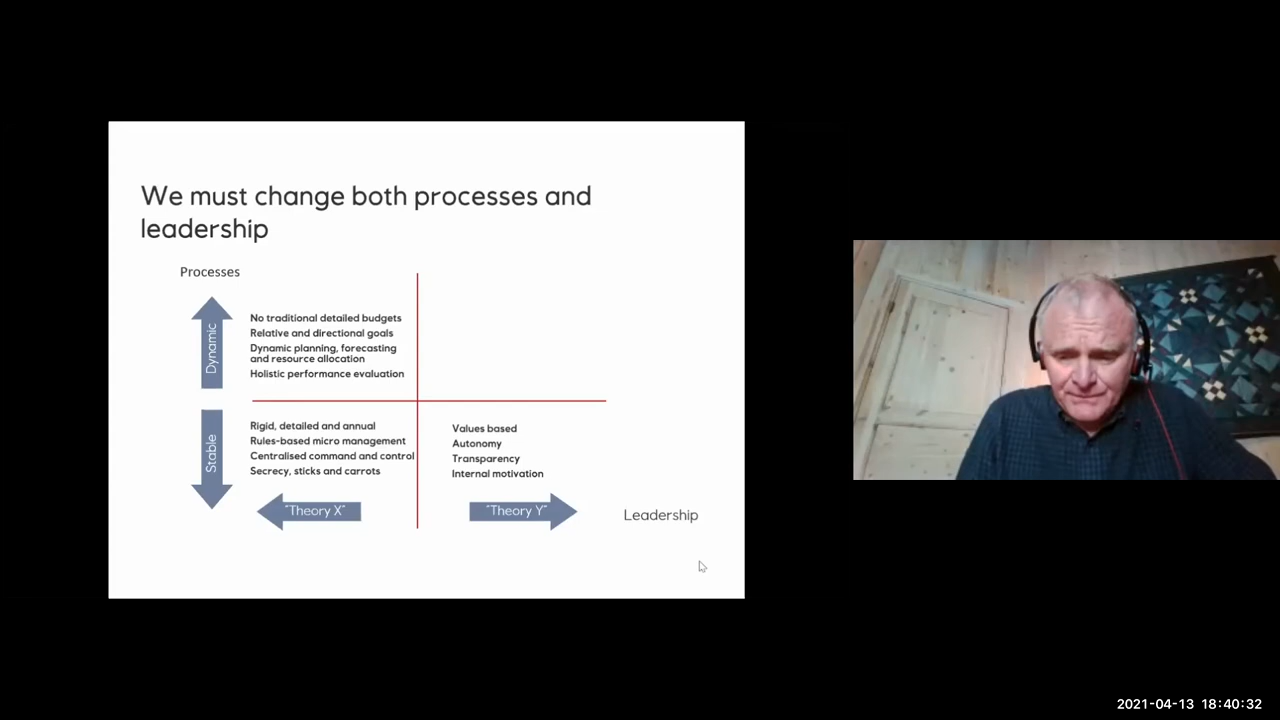 We must change both processes and
leadership
Processes
Dynamic
No traditional detailed budgets
Relative and directional goals
Dynamic planning, forecasting
and resource allocation
Holistic performance evaluation
Stable
Rigid, detailed and annual
Rules-based micro management
Centralised command and control
Secrecy, sticks and carrots
Values based
Autonomy
Transparency
Internal motivation
"Theory X"
"Theory Y"
Leadership
2021-04-13 18:40:32